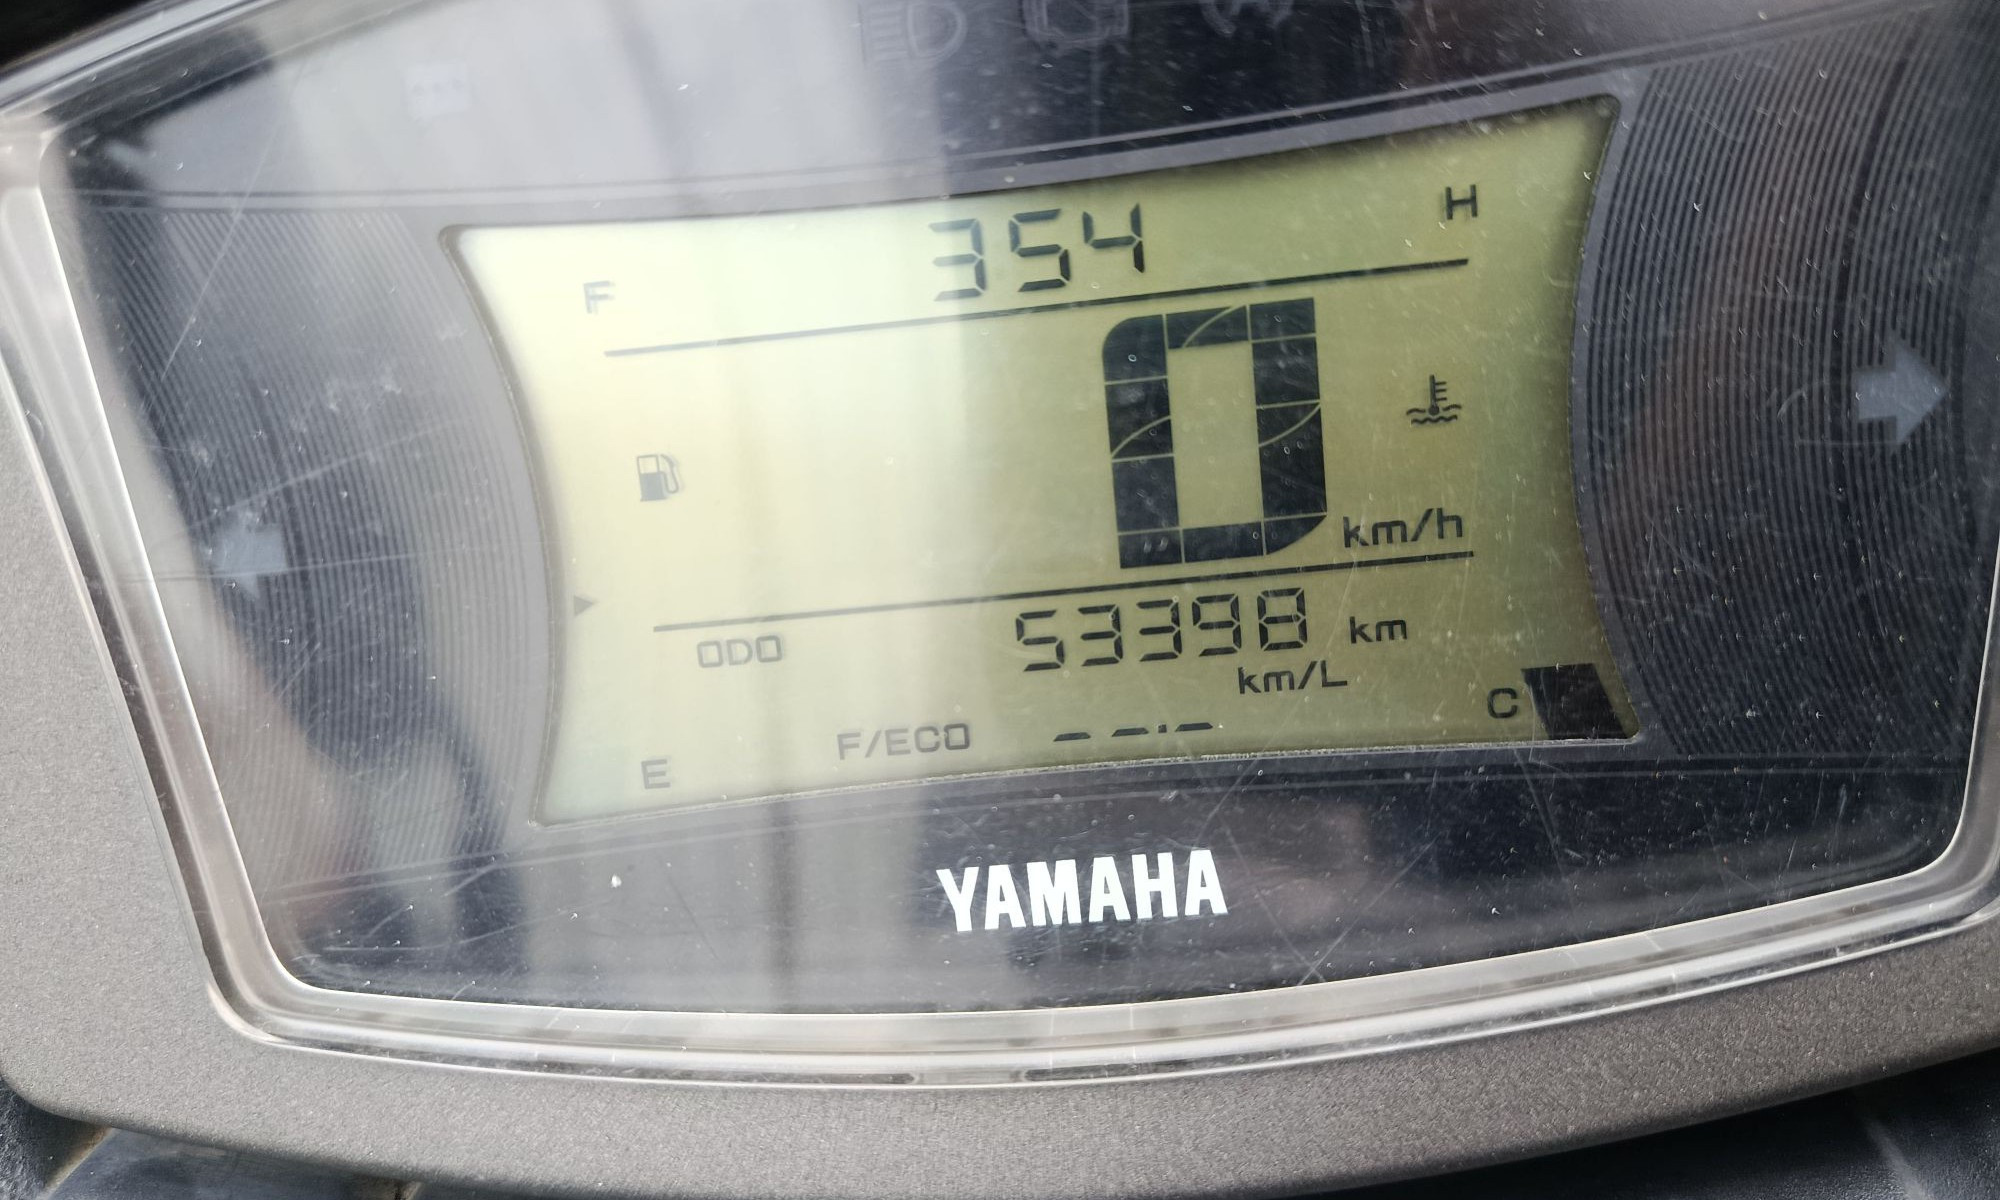 354
H
F
0
km/h
ODO 53398 km
km/L
C
F/ECO --.-
E
YAMAHA